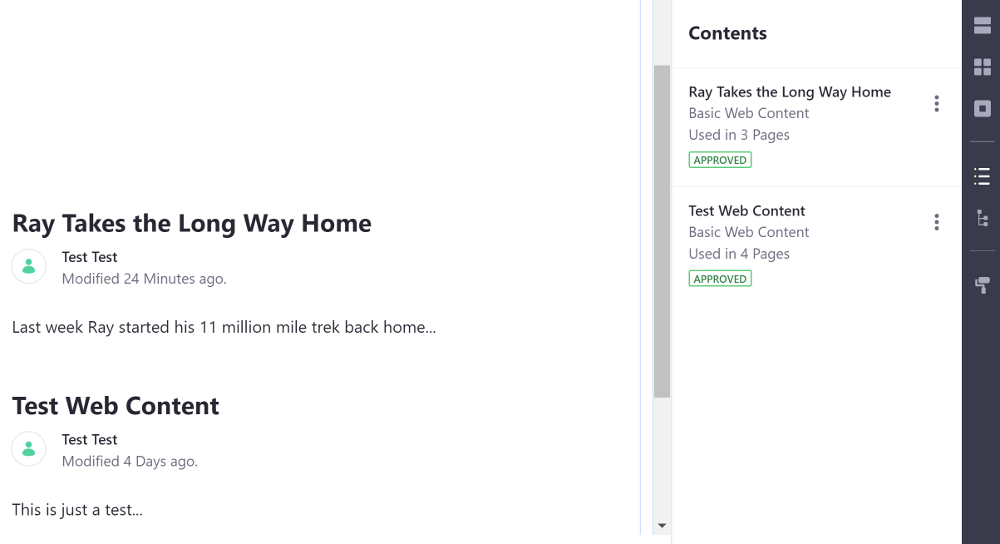 Ray Takes the Long Way Home
Test Test
Modified 24 Minutes ago.
Last week Ray started his 11 million mile trek back home...
Test Web Content
Test Test
Modified 4 Days ago.
This is just a test...
Contents
Ray Takes the Long Way Home
Basic Web Content
Used in 3 Pages
APPROVED
Test Web Content
Basic Web Content
Used in 4 Pages
APPROVED